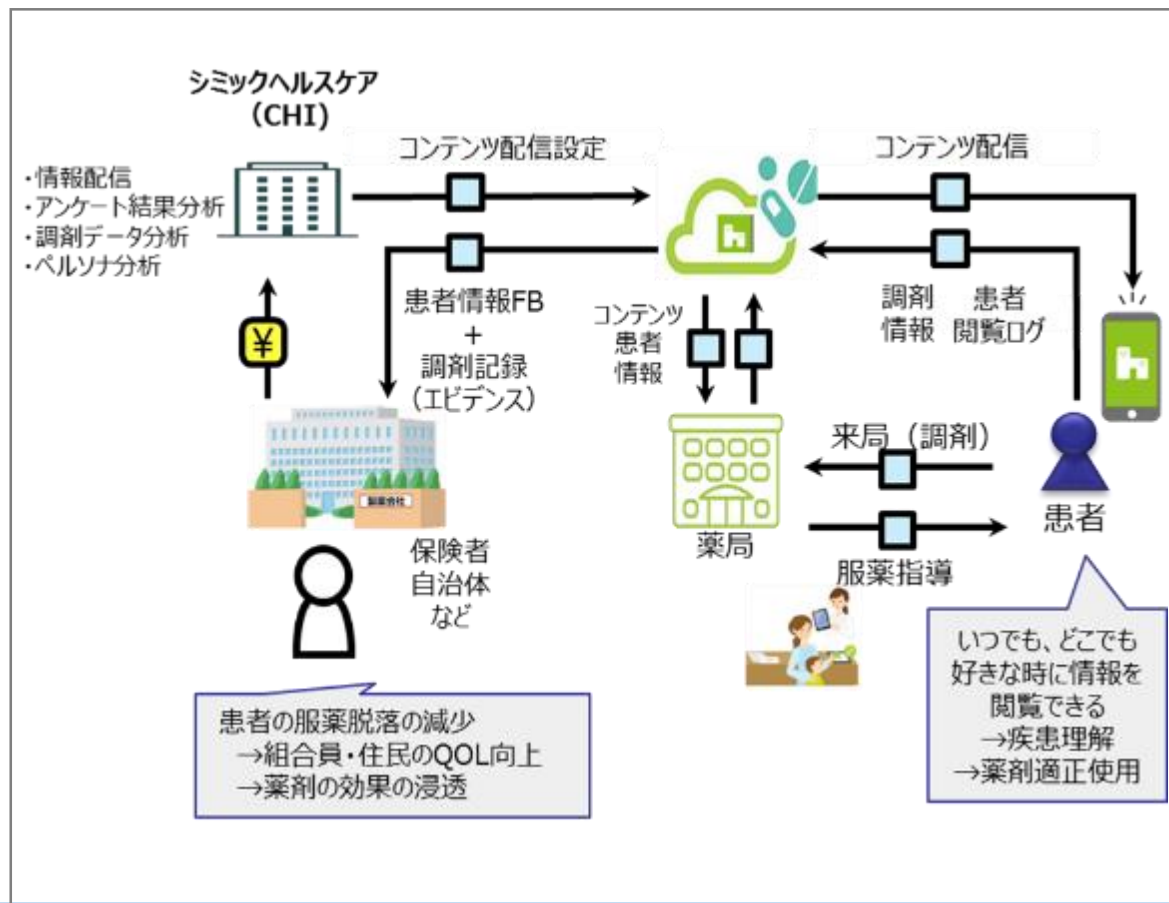 シミックヘルスケア
(CHI)
・情報配信
・アンケート結果分析
・調剤データ分析
・ペルソナ分析
コンテンツ配信設定
コンテンツ配信
患者情報FB
+
調剤記録
(エビデンス)
コンテンツ
患者
情報
調剤
情報
患者
閲覧ログ
¥
製薬会社
保険者
自治体
など
薬局
来局（調剤）
服薬指導
患者
患者の服薬脱落の減少
→組合員・住民のQOL向上
→薬剤の効果の浸透
いつでも、どこでも
好きな時に情報を
閲覧できる
→疾患理解
→薬剤適正使用